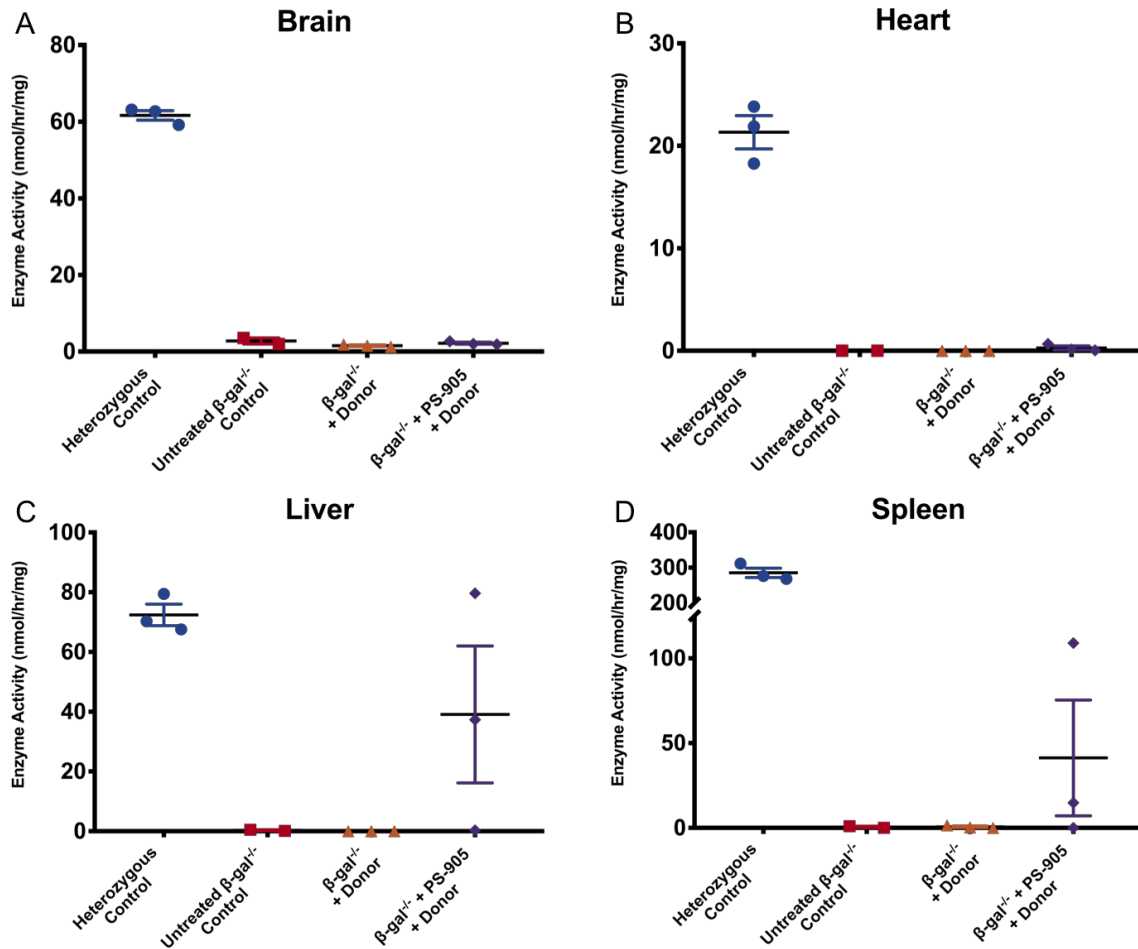 A
Brain
Enzyme Activity (nmol/hr/mg)
80
60
40
20
0
Heterozygous
Control
Untreated β-gal⁻/⁻
Control
β-gal⁻/⁻
+ Donor
β-gal⁻/⁻ + PS-905
+ Donor
B
Heart
Enzyme Activity (nmol/hr/mg)
30
20
10
0
Heterozygous
Control
Untreated β-gal⁻/⁻
Control
β-gal⁻/⁻
+ Donor
β-gal⁻/⁻ + PS-905
+ Donor
C
Liver
Enzyme Activity (nmol/hr/mg)
100
80
60
40
20
0
Heterozygous
Control
Untreated β-gal⁻/⁻
Control
β-gal⁻/⁻
+ Donor
β-gal⁻/⁻ + PS-905
+ Donor
D
Spleen
Enzyme Activity (nmol/hr/mg)
400
300
200
100
50
0
Heterozygous
Control
Untreated β-gal⁻/⁻
Control
β-gal⁻/⁻
+ Donor
β-gal⁻/⁻ + PS-905
+ Donor